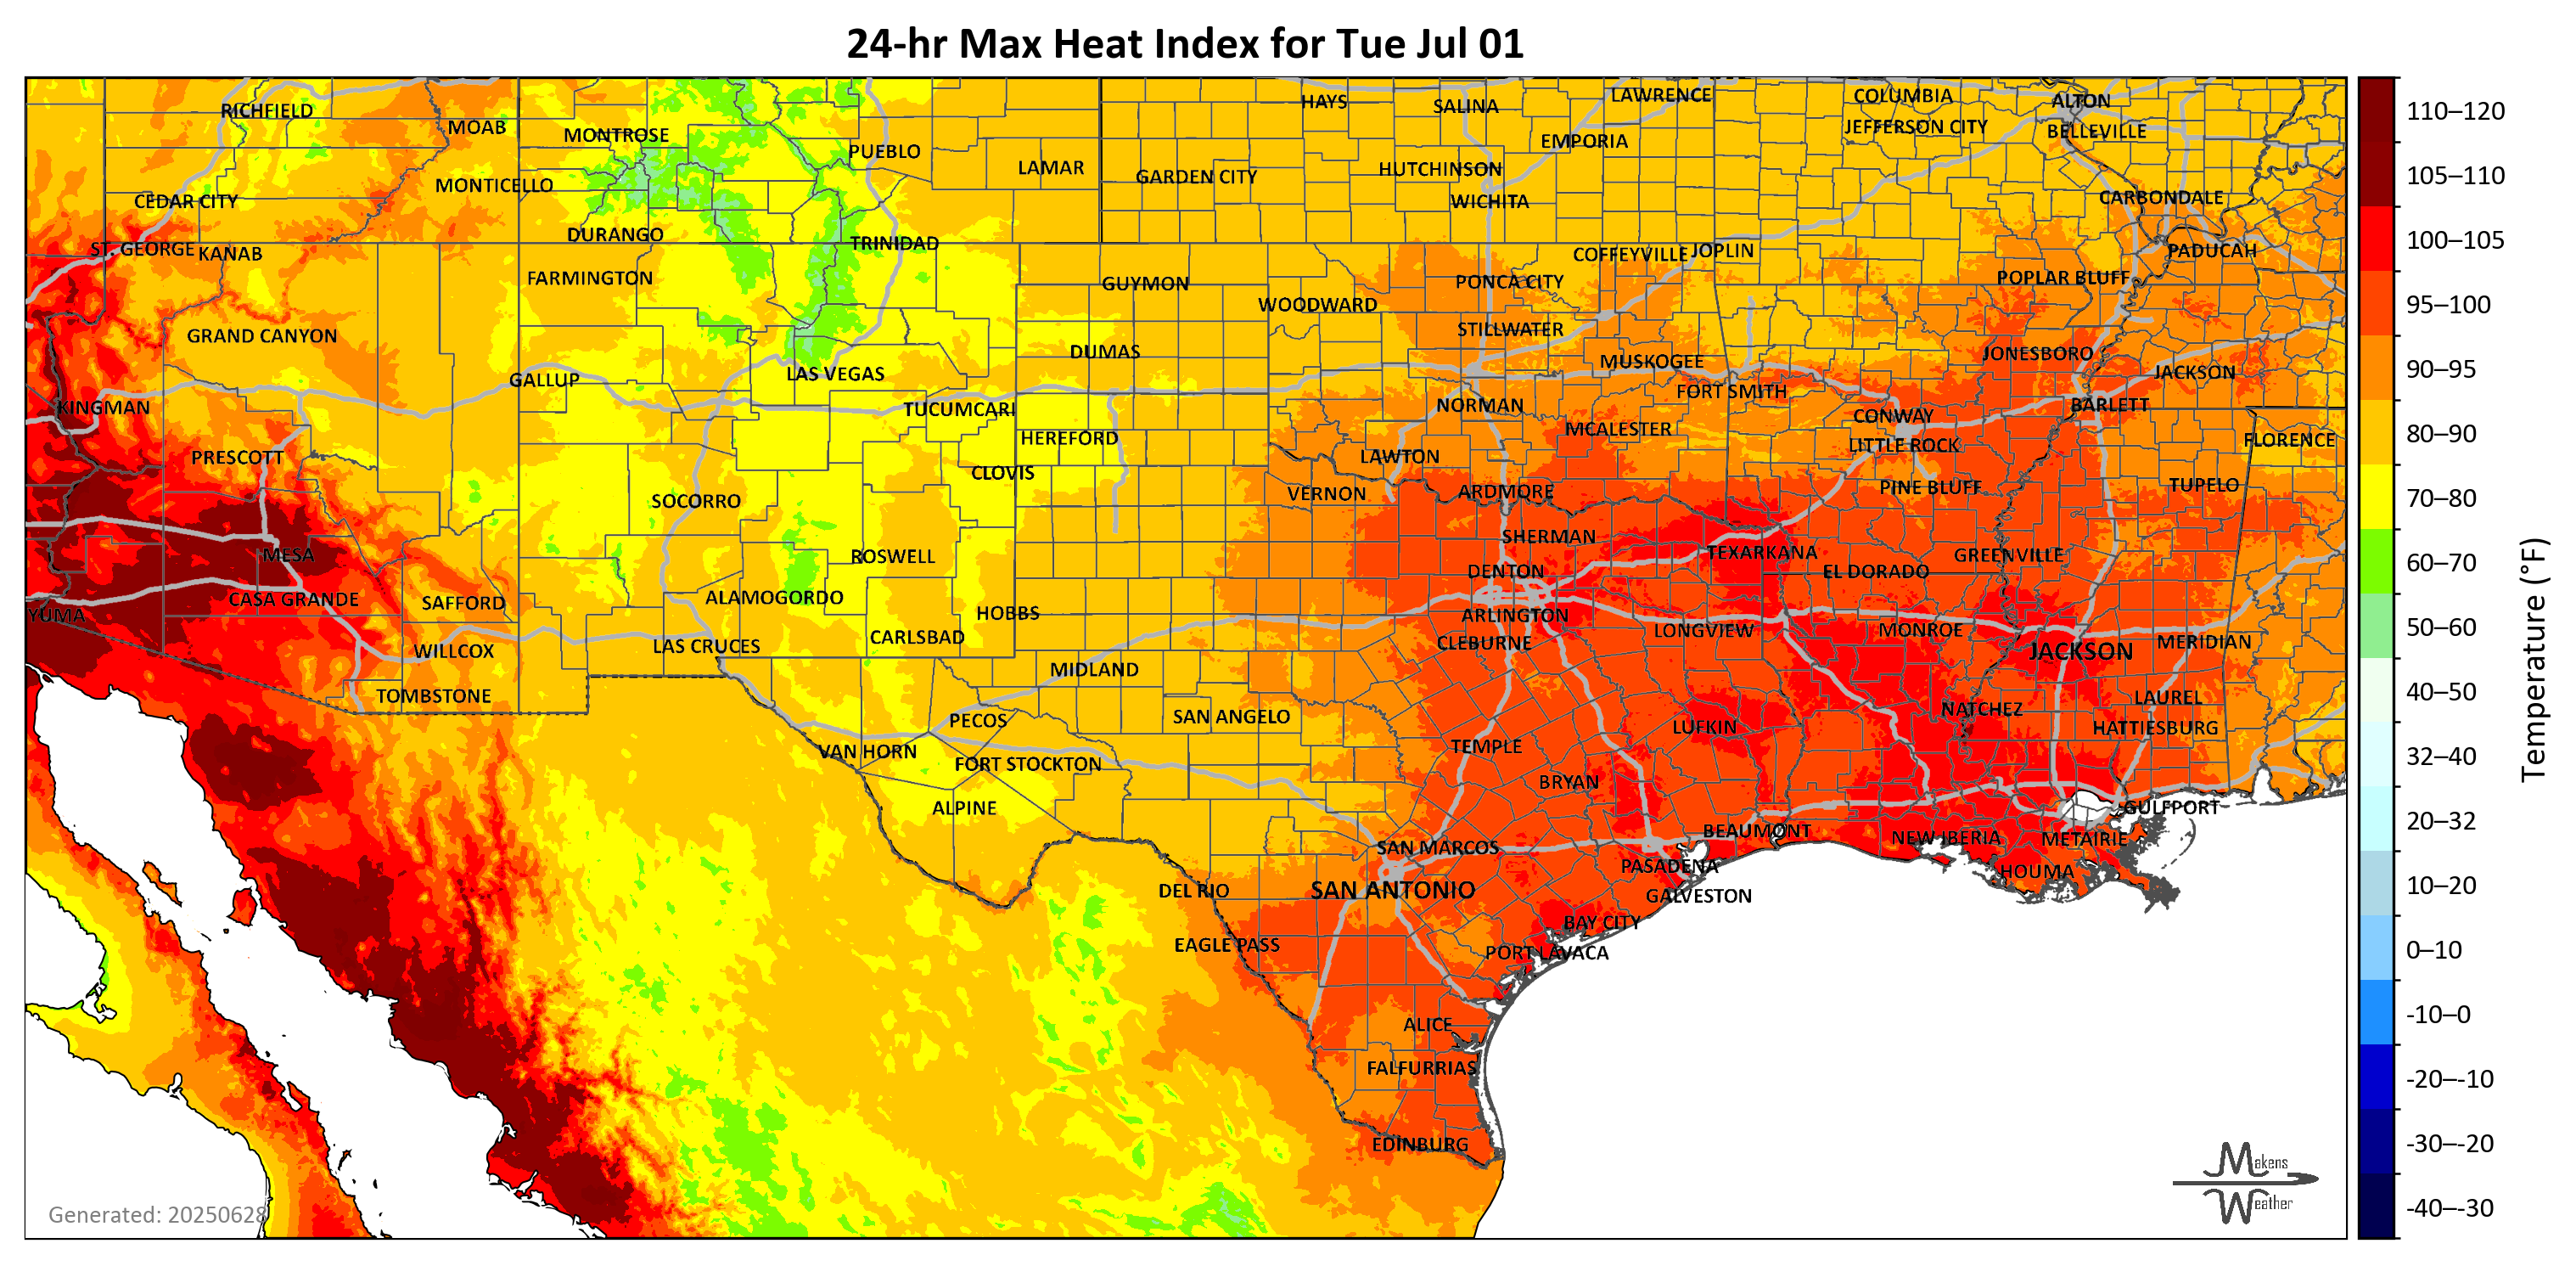 24-hr Max Heat Index for Tue Jul 01
RICHFIELD
MOAB
MONTROSE
PUEBLO
LAMAR
HAYS
SALINA
LAWRENCE
COLUMBIA
ALTON
EMPORIA
JEFFERSON CITY
BELLEVILLE
CEDAR CITY
MONTICELLO
GARDEN CITY
HUTCHINSON
WICHITA
CARBONDALE
ST. GEORGE
KANAB
DURANGO
TRINIDAD
COFFEYVILLE
JOPLIN
PADUCAH
FARMINGTON
GUYMON
WOODWARD
PONCA CITY
POPLAR BLUFF
GRAND CANYON
DUMAS
STILLWATER
JONESBORO
GALLUP
LAS VEGAS
MUSKOGEE
FORT SMITH
JACKSON
KINGMAN
TUCUMCARI
NORMAN
CONWAY
BARLETT
PRESCOTT
HEREFORD
CLOVIS
LAWTON
MCALESTER
LITTLE ROCK
FLORENCE
SOCORRO
VERNON
ARDMORE
PINE BLUFF
TUPELO
MESA
ROSWELL
SHERMAN
TEXARKANA
GREENVILLE
DENTON
EL DORADO
YUMA
CASA GRANDE
SAFFORD
ALAMOGORDO
HOBBS
ARLINGTON
WILLCOX
LAS CRUCES
CARLSBAD
CLEBURNE
LONGVIEW
MONROE
JACKSON
MERIDIAN
TOMBSTONE
MIDLAND
PECOS
SAN ANGELO
LUFKIN
NATCHEZ
LAUREL
HATTIESBURG
VAN HORN
FORT STOCKTON
TEMPLE
ALPINE
BRYAN
GULFPORT
SAN MARCOS
BEAUMONT
NEW IBERIA
METAIRIE
DEL RIO
SAN ANTONIO
PASADENA
GALVESTON
HOUMA
EAGLE PASS
BAY CITY
PORT LAVACA
ALICE
FALFURRIAS
EDINBURG
Generated: 20250628
Makens
Weather
110–120
105–110
100–105
95–100
90–95
80–90
70–80
60–70
50–60
40–50
32–40
20–32
10–20
0–10
-10–0
-20–-10
-30–-20
-40–-30
Temperature (°F)